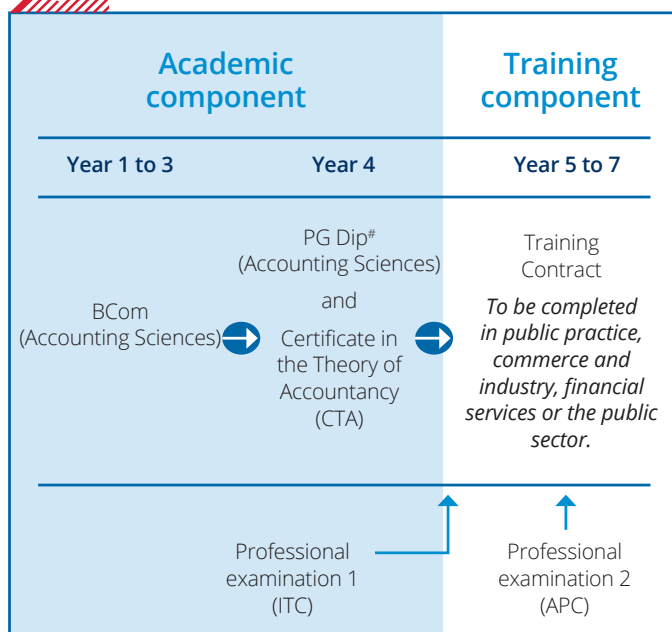 Academic
component
Training
component
Year 1 to 3
Year 4
Year 5 to 7
BCom
(Accounting Sciences)
PG Dip#
(Accounting Sciences)
and
Certificate in
the Theory of
Accountancy
(CTA)
Training
Contract
To be completed
in public practice,
commerce and
industry, financial
services or the public
sector.
Professional
examination 1
(ITC)
Professional
examination 2
(APC)